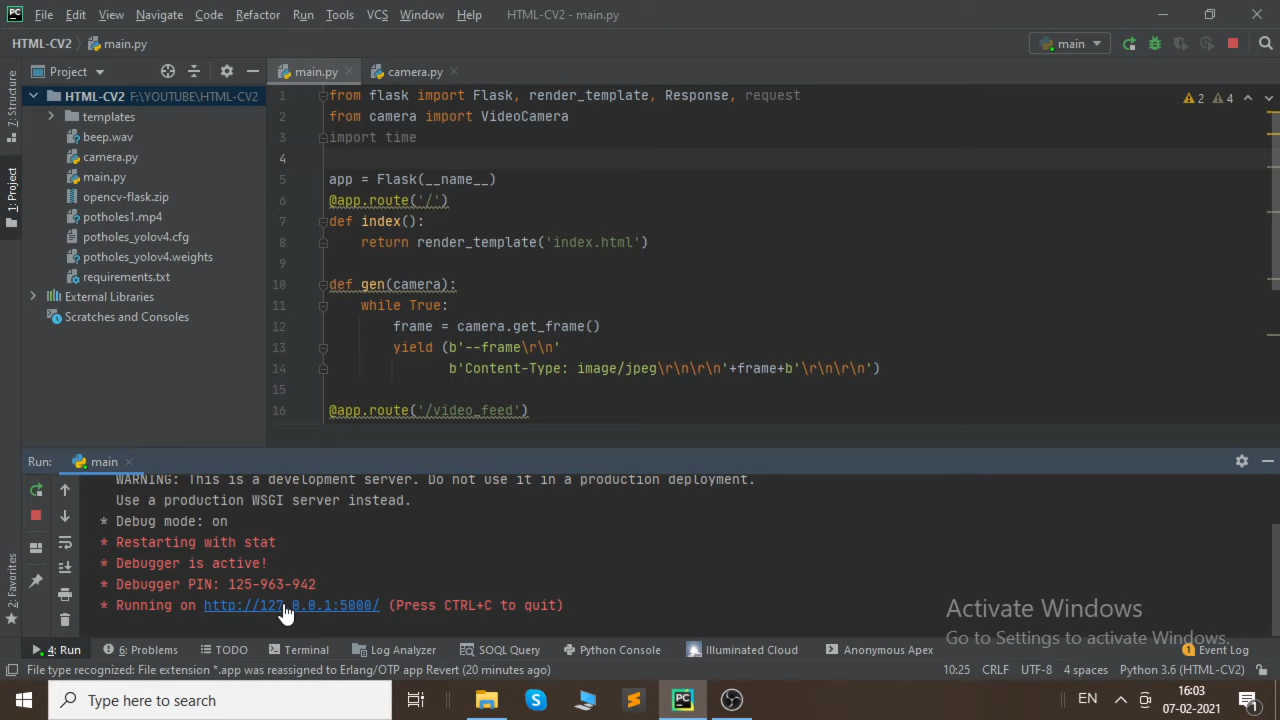 File Edit View Navigate Code Refactor Run Tools VCS Window Help HTML-CV2 - main.py
HTML-CV2 main.py main
Project main.py camera.py
HTML-CV2 F:\YOUTUBE\HTML-CV2
templates
beep.wav
camera.py
main.py
opencv-flask.zip
potholes1.mp4
potholes_yolov4.cfg
potholes_yolov4.weights
requirements.txt
External Libraries
Scratches and Consoles
Z: Structure
1: Project
2: Favorites
1 from flask import Flask, render_template, Response, request
2 from camera import VideoCamera
3 import time
4
5 app = Flask(__name__)
6 @app.route('/')
7 def index():
8 return render_template('index.html')
9
10 def gen(camera):
11 while True:
12 frame = camera.get_frame()
13 yield (b'--frame\r\n'
14 b'Content-Type: image/jpeg\r\n\r\n'+frame+b'\r\n\r\n')
15
16 @app.route('/video_feed')
2 4
Run: main
WARNING: This is a development server. Do not use it in a production deployment.
Use a production WSGI server instead.
* Debug mode: on
* Restarting with stat
* Debugger is active!
* Debugger PIN: 125-963-942
* Running on http://127.0.0.1:5000/ (Press CTRL+C to quit)
Activate Windows
Go to Settings to activate Windows.
4: Run 6: Problems TODO Terminal Log Analyzer SOQL Query Python Console Illuminated Cloud Anonymous Apex 1 Event Log
File type recognized: File extension *.app was reassigned to Erlang/OTP app Revert (20 minutes ago) 10:25 CRLF UTF-8 4 spaces Python 3.6 (HTML-CV2)
Type here to search EN 16:03
07-02-2021 1